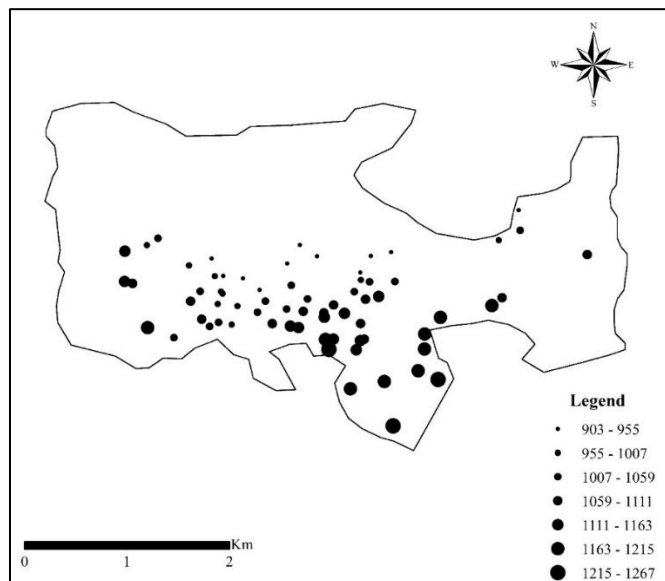 N
W E
S
Legend
903 - 955
955 - 1007
1007 - 1059
1059 - 1111
1111 - 1163
1163 - 1215
1215 - 1267
Km
0 1 2